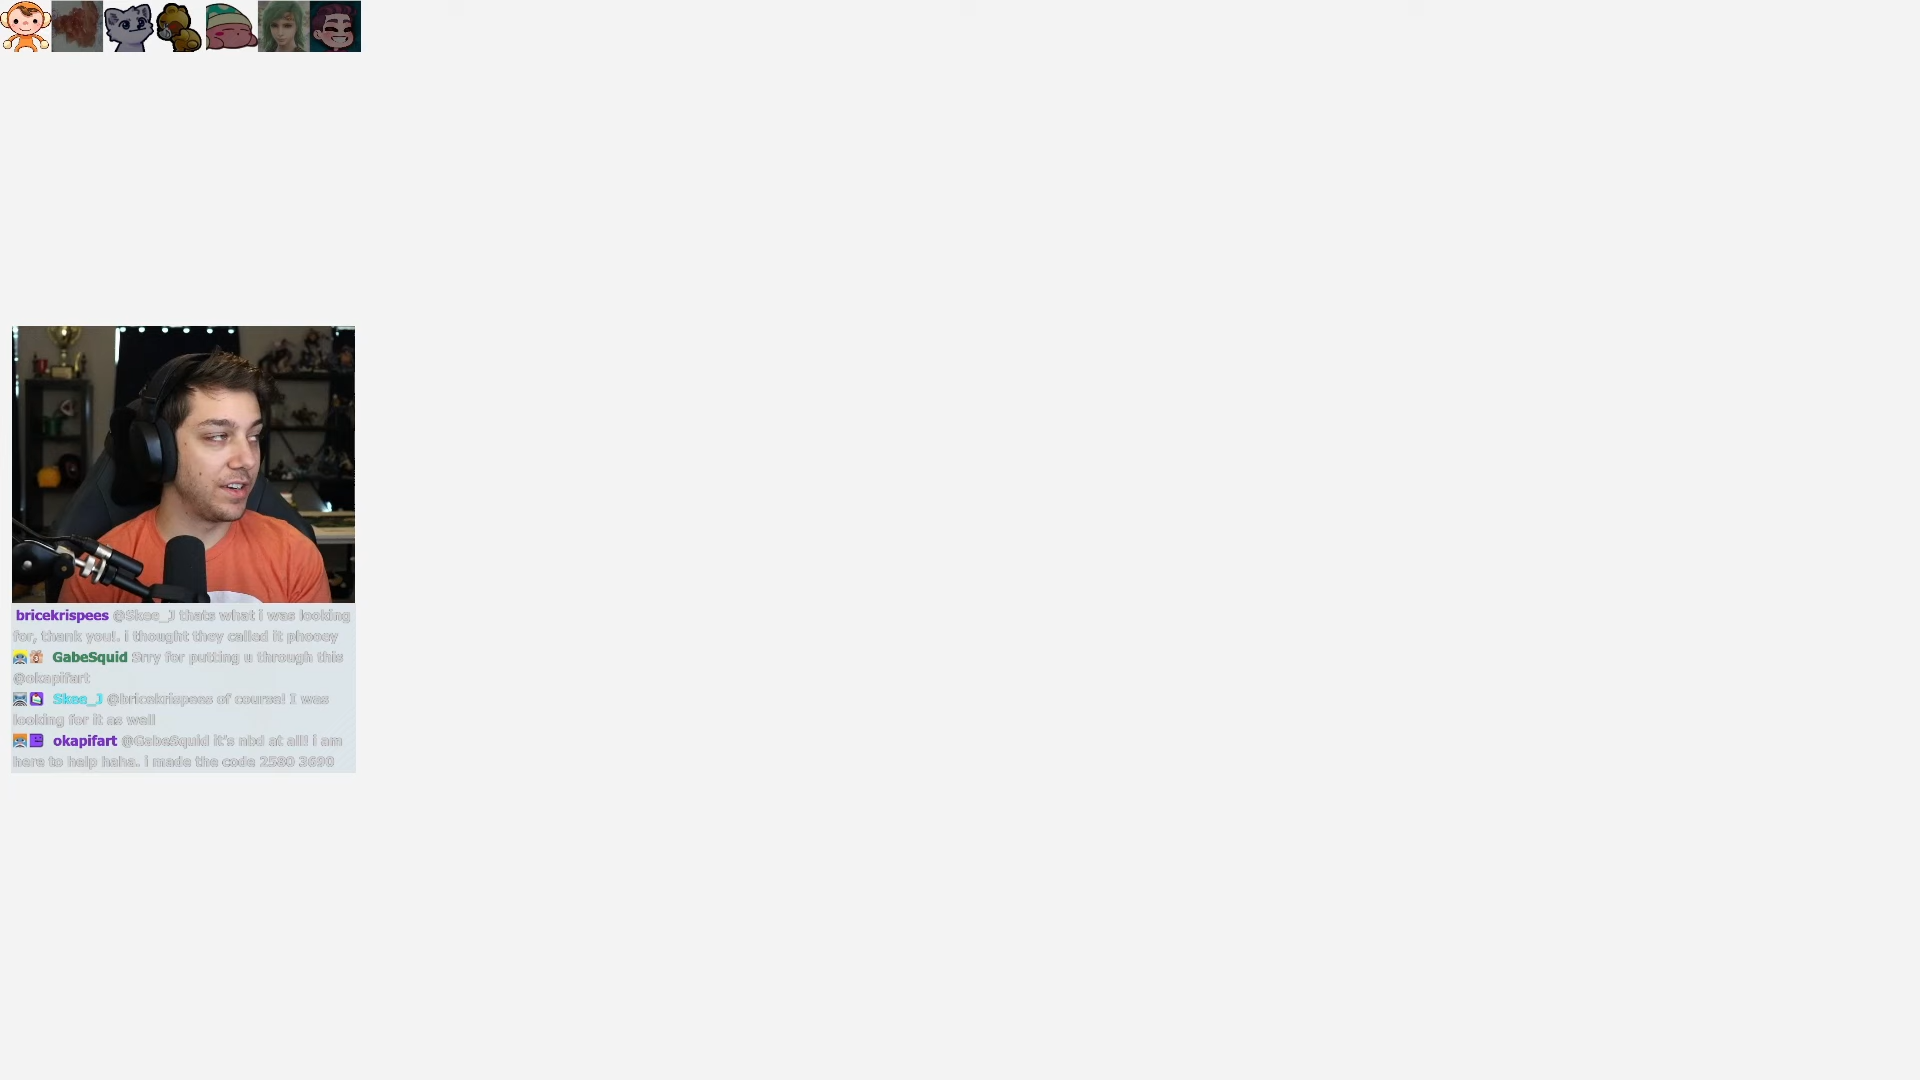 bricekrispees @Skee_J thats what i was looking
for, thank you!. i thought they called it phooey
GabeSquid Srry for putting u through this
@okapifart
Skee_J @bricekrispees of course! I was
looking for it as well
okapifart @GabeSquid it's nbd at all! i am
here to help haha. i made the code 2580 3690